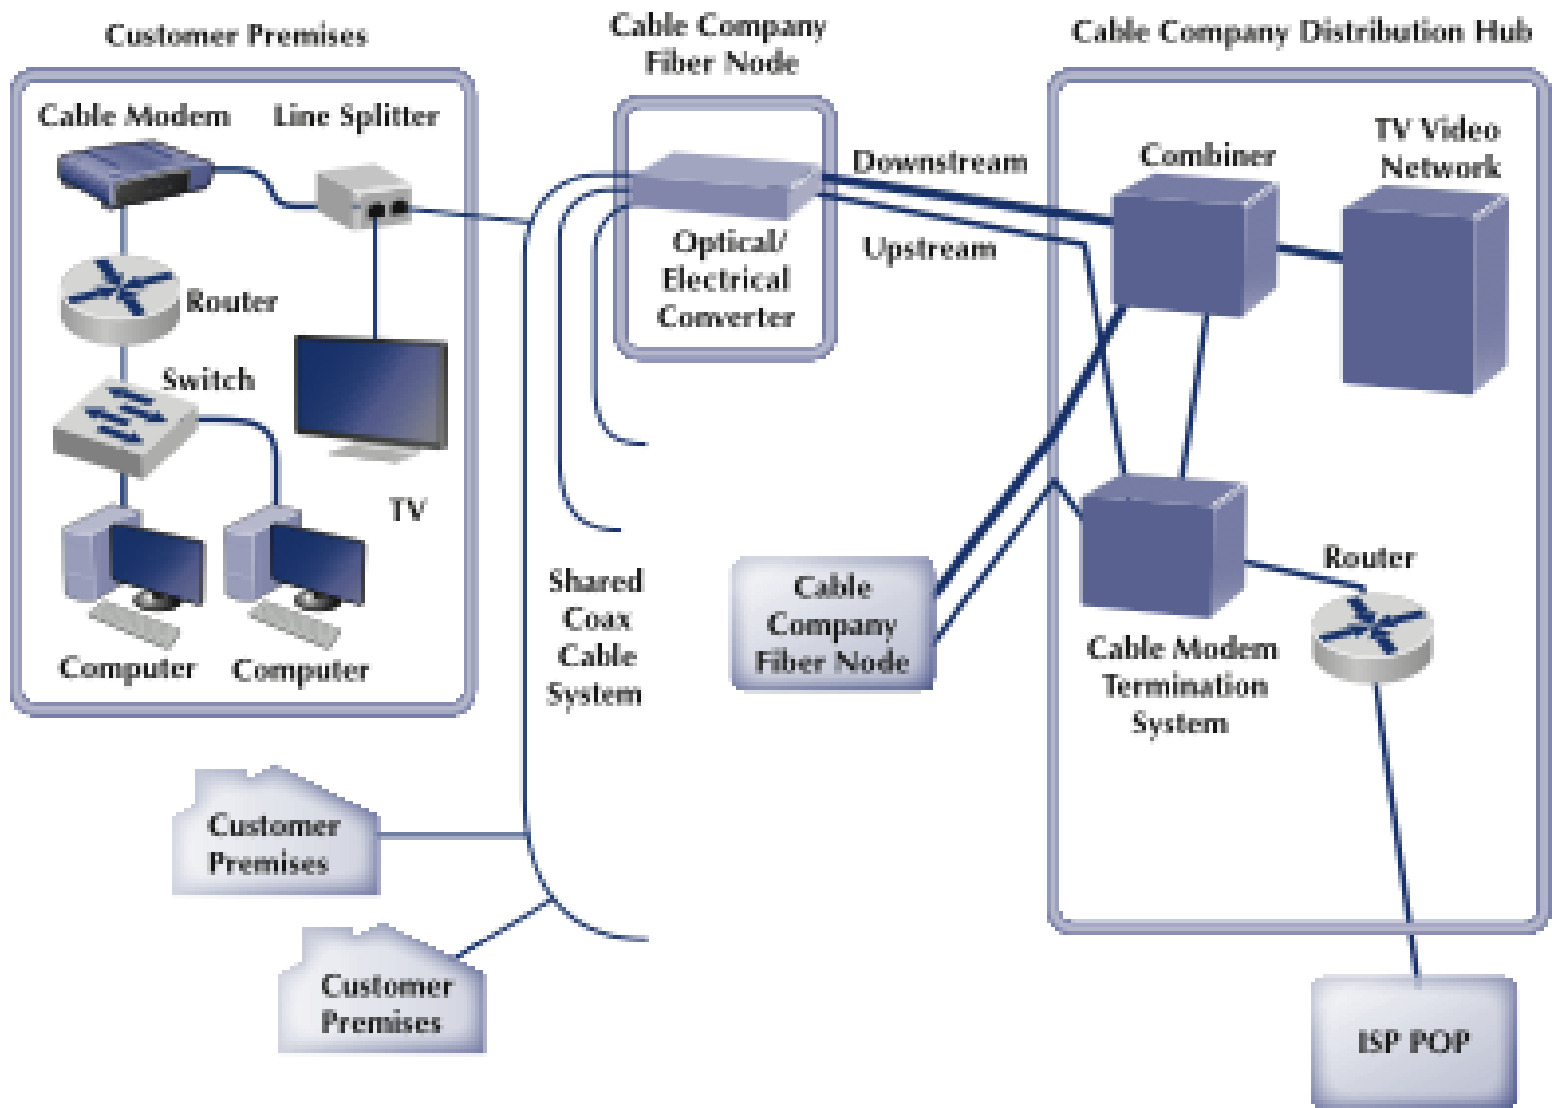 Customer Premises
Cable Company
Fiber Node
Cable Company Distribution Hub
Cable Modem
Line Splitter
Router
Switch
TV
Computer
Computer
Optical/
Electrical
Converter
Downstream
Upstream
Combiner
TV Video
Network
Shared
Coax
Cable
System
Cable
Company
Fiber Node
Router
Cable Modem
Termination
System
Customer
Premises
Customer
Premises
ISP POP